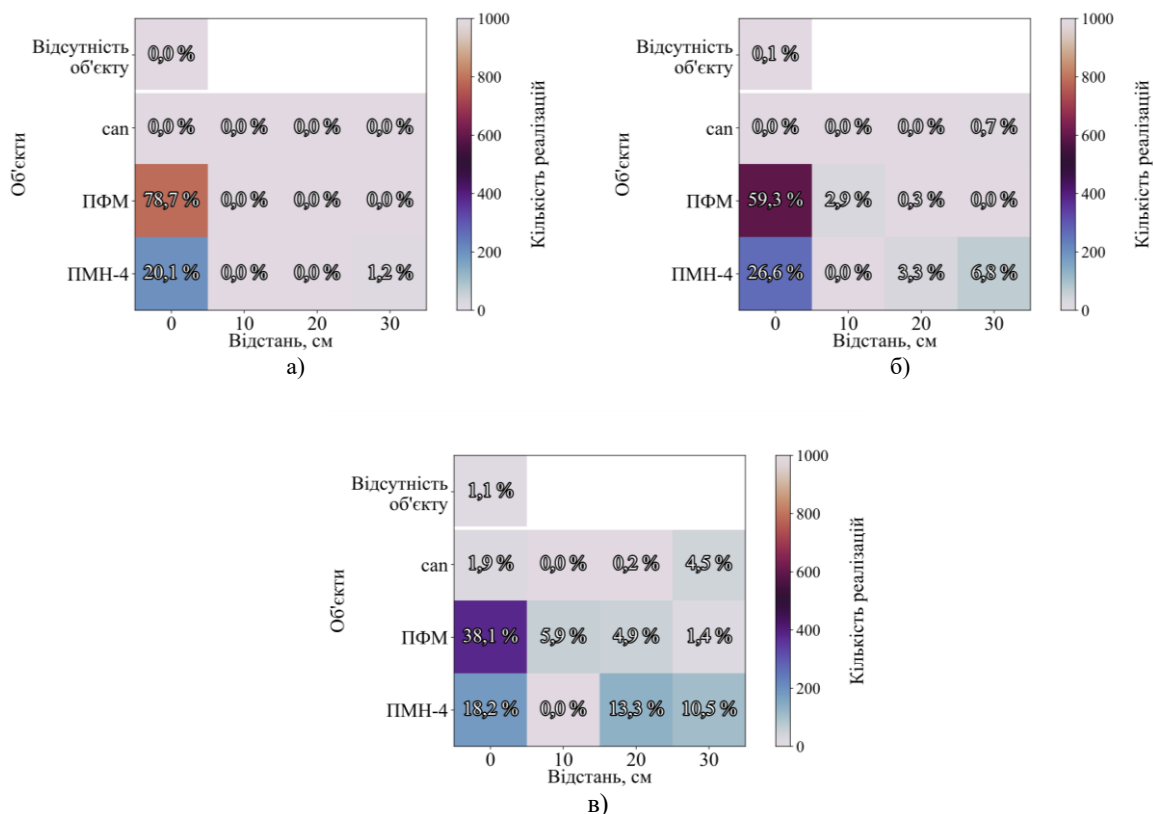 Відсутність
об'єкту
can
ПФМ
ПМН-4
Об'єкти
0,0 %
0,0 % 0,0 % 0,0 % 0,0 %
78,7 % 0,0 % 0,0 % 0,0 %
20,1 % 0,0 % 0,0 % 1,2 %
0 10 20 30
Відстань, см
1000
800
600
400
200
0
Кількість реалізацій
а)
Відсутність
об'єкту
can
ПФМ
ПМН-4
Об'єкти
0,1 %
0,0 % 0,0 % 0,0 % 0,7 %
59,3 % 2,9 % 0,3 % 0,0 %
26,6 % 0,0 % 3,3 % 6,8 %
0 10 20 30
Відстань, см
1000
800
600
400
200
0
Кількість реалізацій
б)
Відсутність
об'єкту
can
ПФМ
ПМН-4
Об'єкти
1,1 %
1,9 % 0,0 % 0,2 % 4,5 %
38,1 % 5,9 % 4,9 % 1,4 %
18,2 % 0,0 % 13,3 % 10,5 %
0 10 20 30
Відстань, см
1000
800
600
400
200
0
Кількість реалізацій
в)